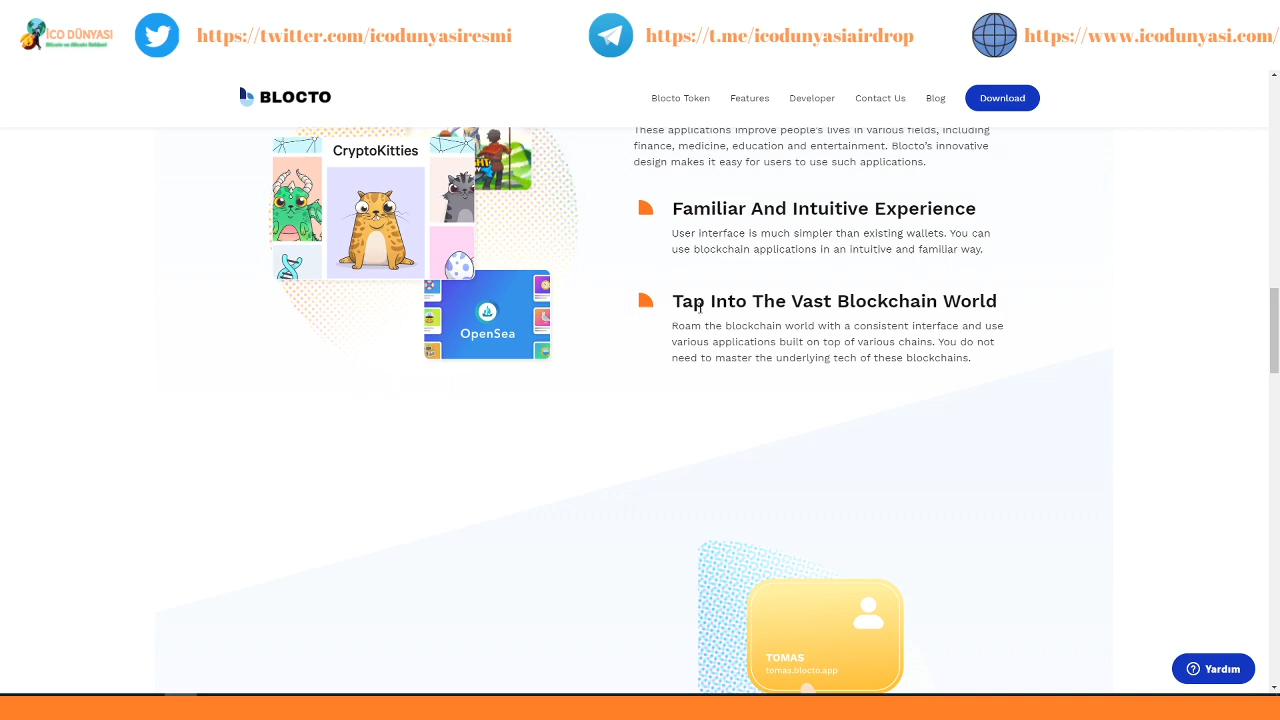 İCO DÜNYASI
Bitcoin ve Altcoin Rehberi
https://twitter.com/icodunyasiresmi
https://t.me/icodunyasiairdrop
https://www.icodunyasi.com/
BLOCTO
Blocto Token
Features
Developer
Contact Us
Blog
Download
These applications improve people's lives in various fields, including
finance, medicine, education and entertainment. Blocto's innovative
design makes it easy for users to use such applications.
CryptoKitties
Familiar And Intuitive Experience
User interface is much simpler than existing wallets. You can
use blockchain applications in an intuitive and familiar way.
OpenSea
Tap Into The Vast Blockchain World
Roam the blockchain world with a consistent interface and use
various applications built on top of various chains. You do not
need to master the underlying tech of these blockchains.
TOMAS
tomas.blocto.app
Yardım